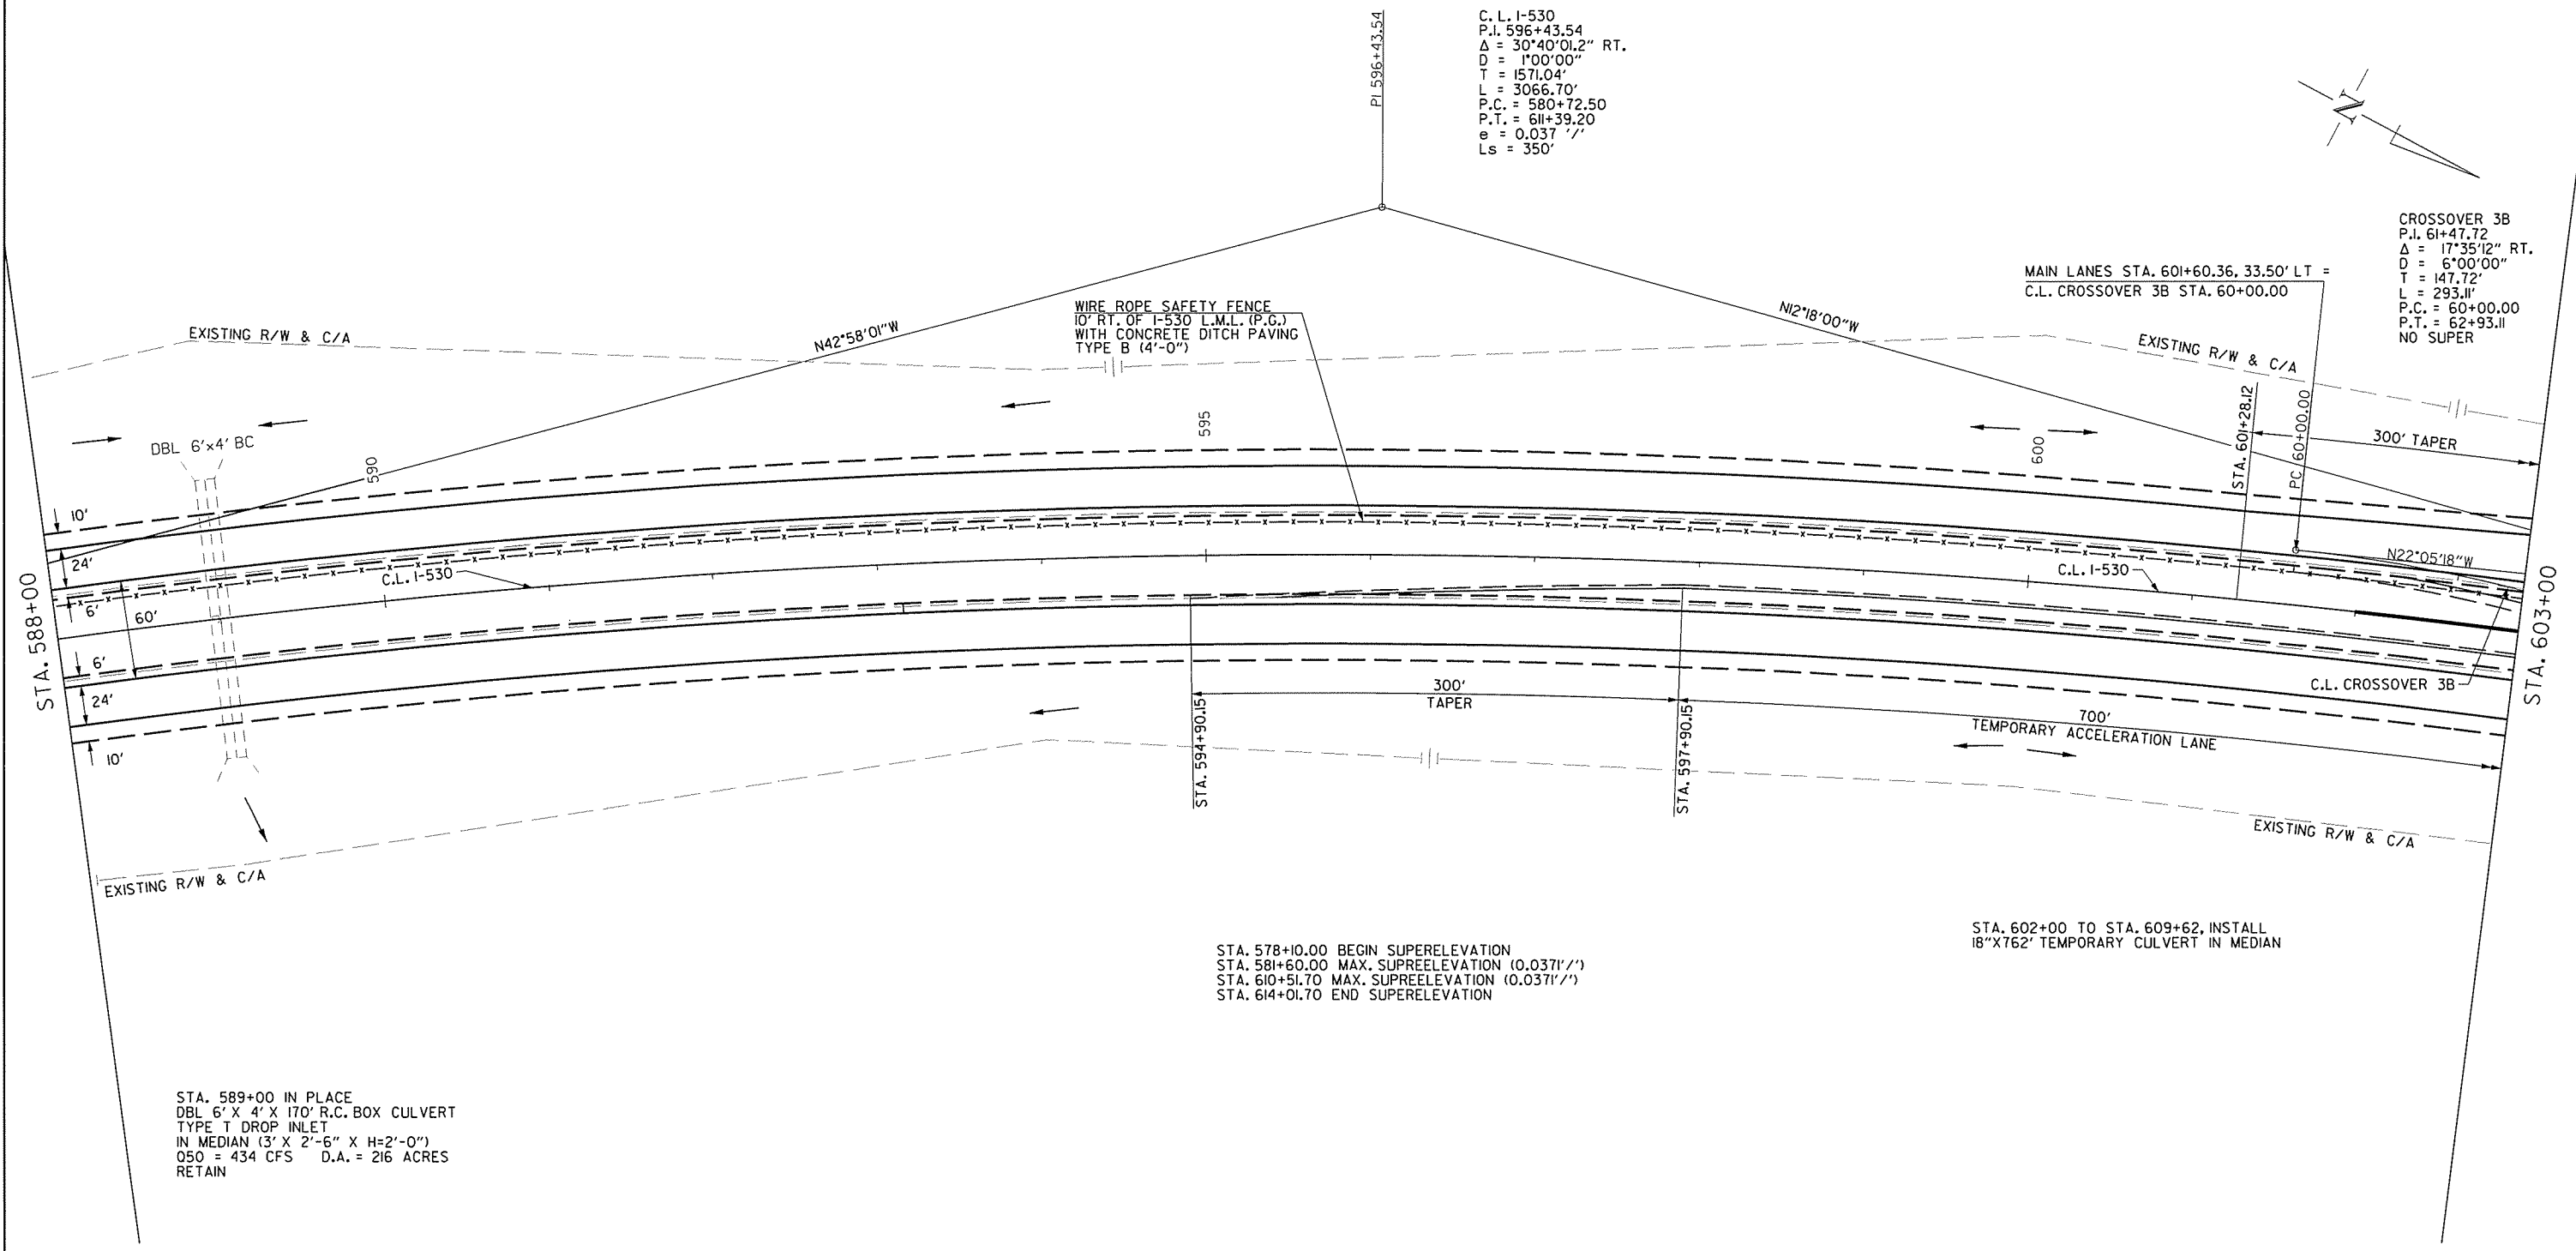 PI 596+43.54
C. L. I-530
P.I. 596+43.54
Δ = 30°40'01.2" RT.
D = 1°00'00"
T = 1571.04'
L = 3066.70'
P.C. = 580+72.50
P.T. = 611+39.20
e = 0.037 '/'
Ls = 350'
N
CROSSOVER 3B
P.I. 61+47.72
Δ = 17°35'12" RT.
D = 6°00'00"
T = 147.72'
L = 293.11'
P.C. = 60+00.00
P.T. = 62+93.11
NO SUPER
MAIN LANES STA. 601+60.36, 33.50' LT =
C.L. CROSSOVER 3B STA. 60+00.00
WIRE ROPE SAFETY FENCE
10' RT. OF I-530 L.M.L. (P.G.)
WITH CONCRETE DITCH PAVING
TYPE B (4'-0")
EXISTING R/W & C/A
N42°58'01"W
N12°18'00"W
EXISTING R/W & C/A
DBL 6'x4' BC
590
595
600
STA. 601+28.12
PC 60+00.00
300' TAPER
10'
24'
6'
60'
6'
24'
10'
C.L. I-530
C.L. I-530
N22°05'18"W
STA. 588+00
STA. 603+00
C.L. CROSSOVER 3B
300'
TAPER
700'
TEMPORARY ACCELERATION LANE
STA. 594+90.15
STA. 597+90.15
EXISTING R/W & C/A
EXISTING R/W & C/A
STA. 578+10.00 BEGIN SUPERELEVATION
STA. 581+60.00 MAX. SUPREELEVATION (0.0371'/')
STA. 610+51.70 MAX. SUPREELEVATION (0.0371'/')
STA. 614+01.70 END SUPERELEVATION
STA. 602+00 TO STA. 609+62, INSTALL
18"X762' TEMPORARY CULVERT IN MEDIAN
STA. 589+00 IN PLACE
DBL 6' X 4' X 170' R.C. BOX CULVERT
TYPE T DROP INLET
IN MEDIAN (3' X 2'-6" X H=2'-0")
Q50 = 434 CFS D.A. = 216 ACRES
RETAIN